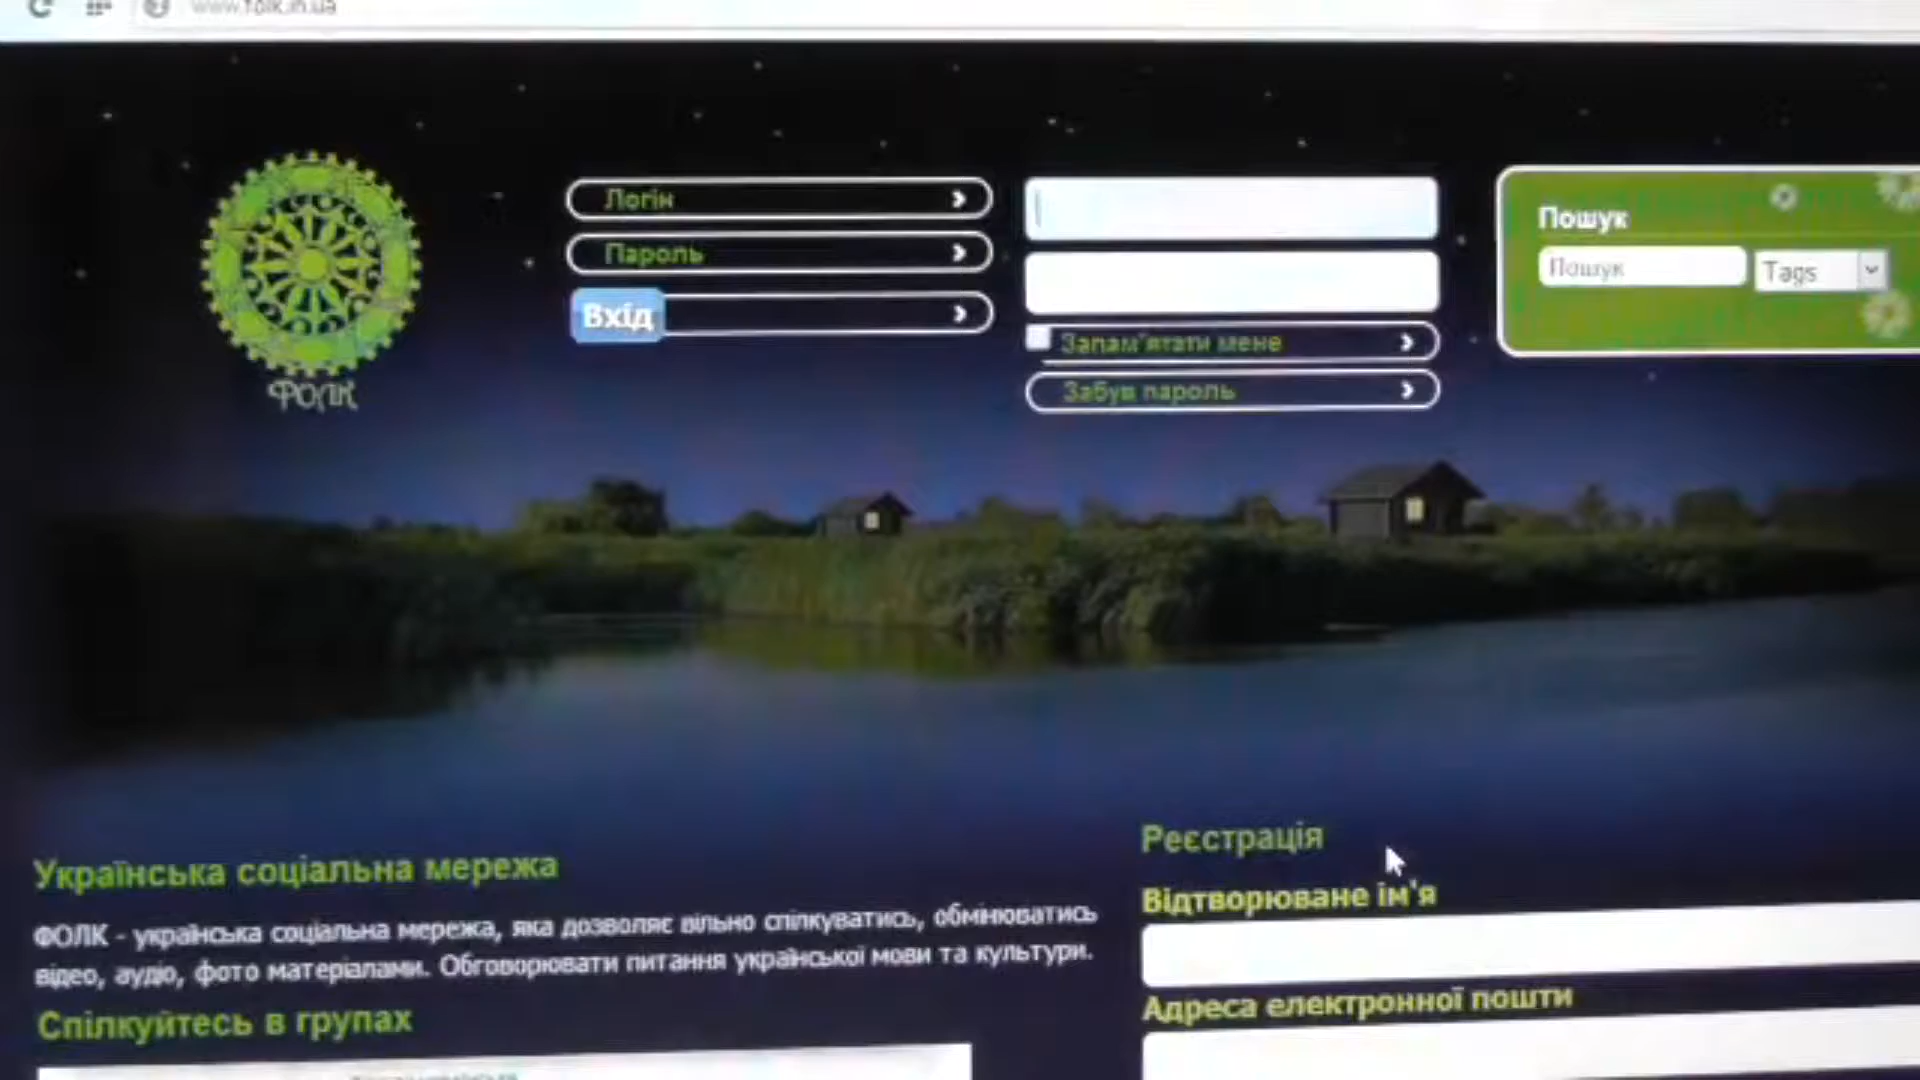 www.folk.in.ua
ФОЛК
Логін
Пароль
Вхід
Запам'ятати мене
Забув пароль
Пошук
Пошук
Tags
Українська соціальна мережа
ФОЛК - українська соціальна мережа, яка дозволяє вільно спілкуватись, обмінюватись
відео, аудіо, фото матеріалами. Обговорювати питання української мови та культури.
Спілкуйтесь в групах
Реєстрація
Відтворюване ім'я
Адреса електронної пошти